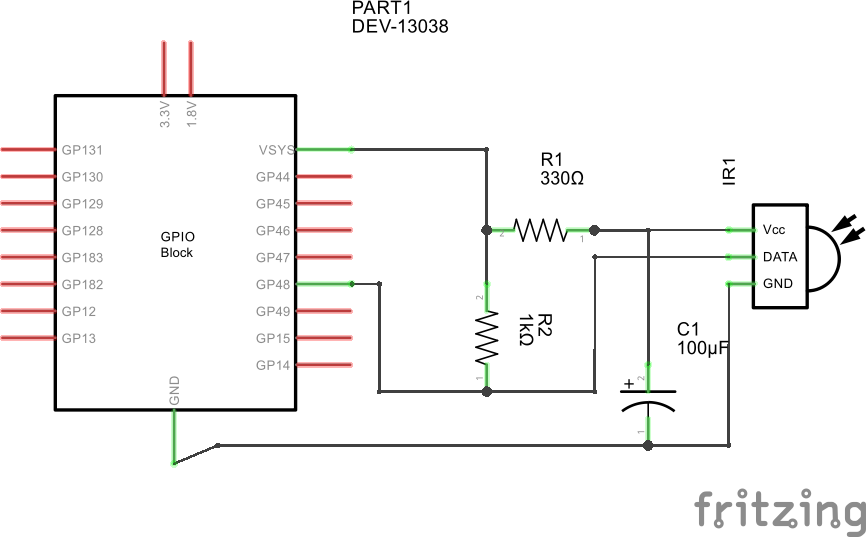 PART1
DEV-13038
3.3V
1.8V
GP131
VSYS
GP130
GP44
GP129
GP45
GP128
GP46
GP183
GP47
GP182
GP48
GP12
GP49
GP13
GP15
GP14
GPIO
Block
GND
R1
330Ω
2
1
2
R2
1kΩ
1
IR1
Vcc
DATA
GND
C1
100µF
2
+
1
fritzing